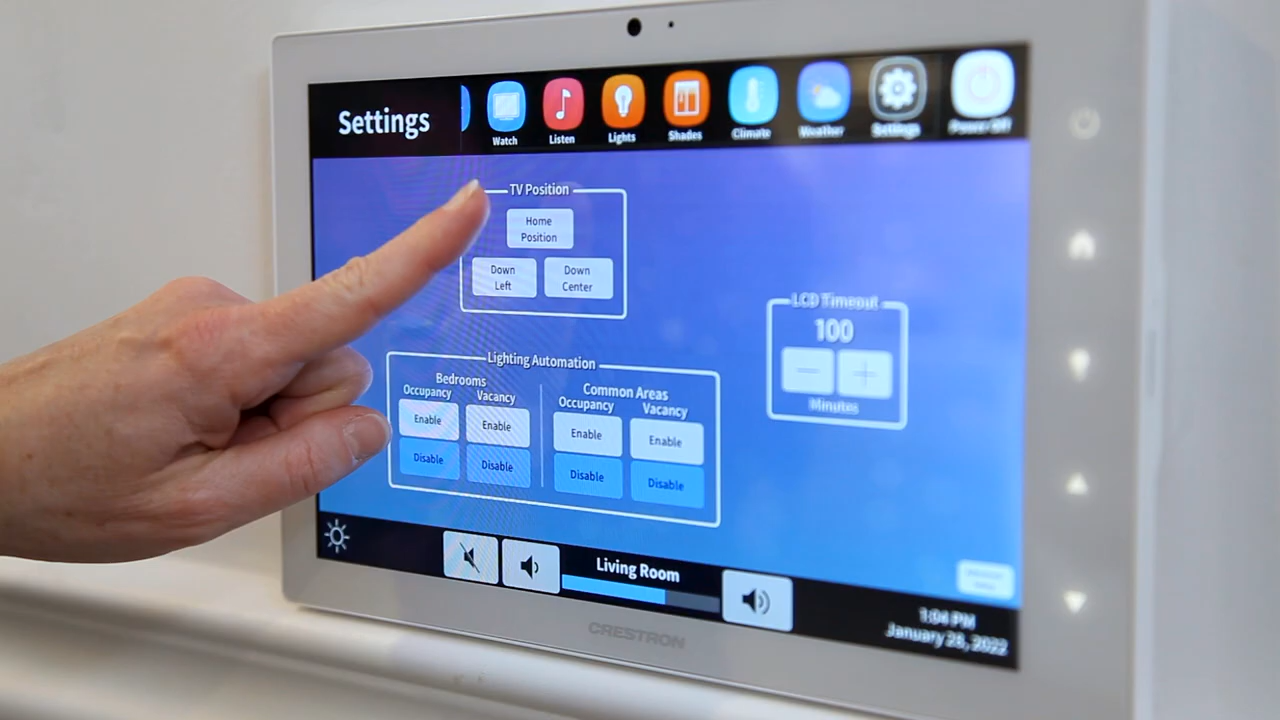 Settings
Watch
Listen
Lights
Shades
Climate
Weather
Settings
Power Off
TV Position
Home
Position
Down
Left
Down
Center
LCD Timeout
100
Minutes
Lighting Automation
Bedrooms
Occupancy
Vacancy
Enable
Enable
Disable
Disable
Common Areas
Occupancy
Vacancy
Enable
Enable
Disable
Disable
Living Room
1:04 PM
January 28, 2022
CRESTRON